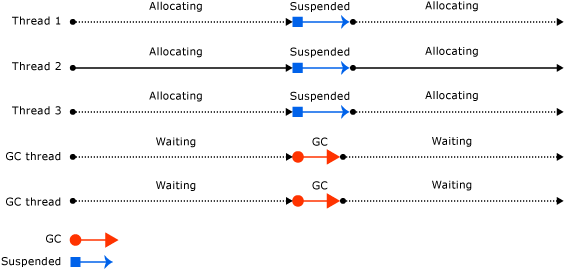 Allocating Suspended Allocating
Thread 1
Allocating Suspended Allocating
Thread 2
Allocating Suspended Allocating
Thread 3
Waiting GC Waiting
GC thread
Waiting GC Waiting
GC thread
GC
Suspended